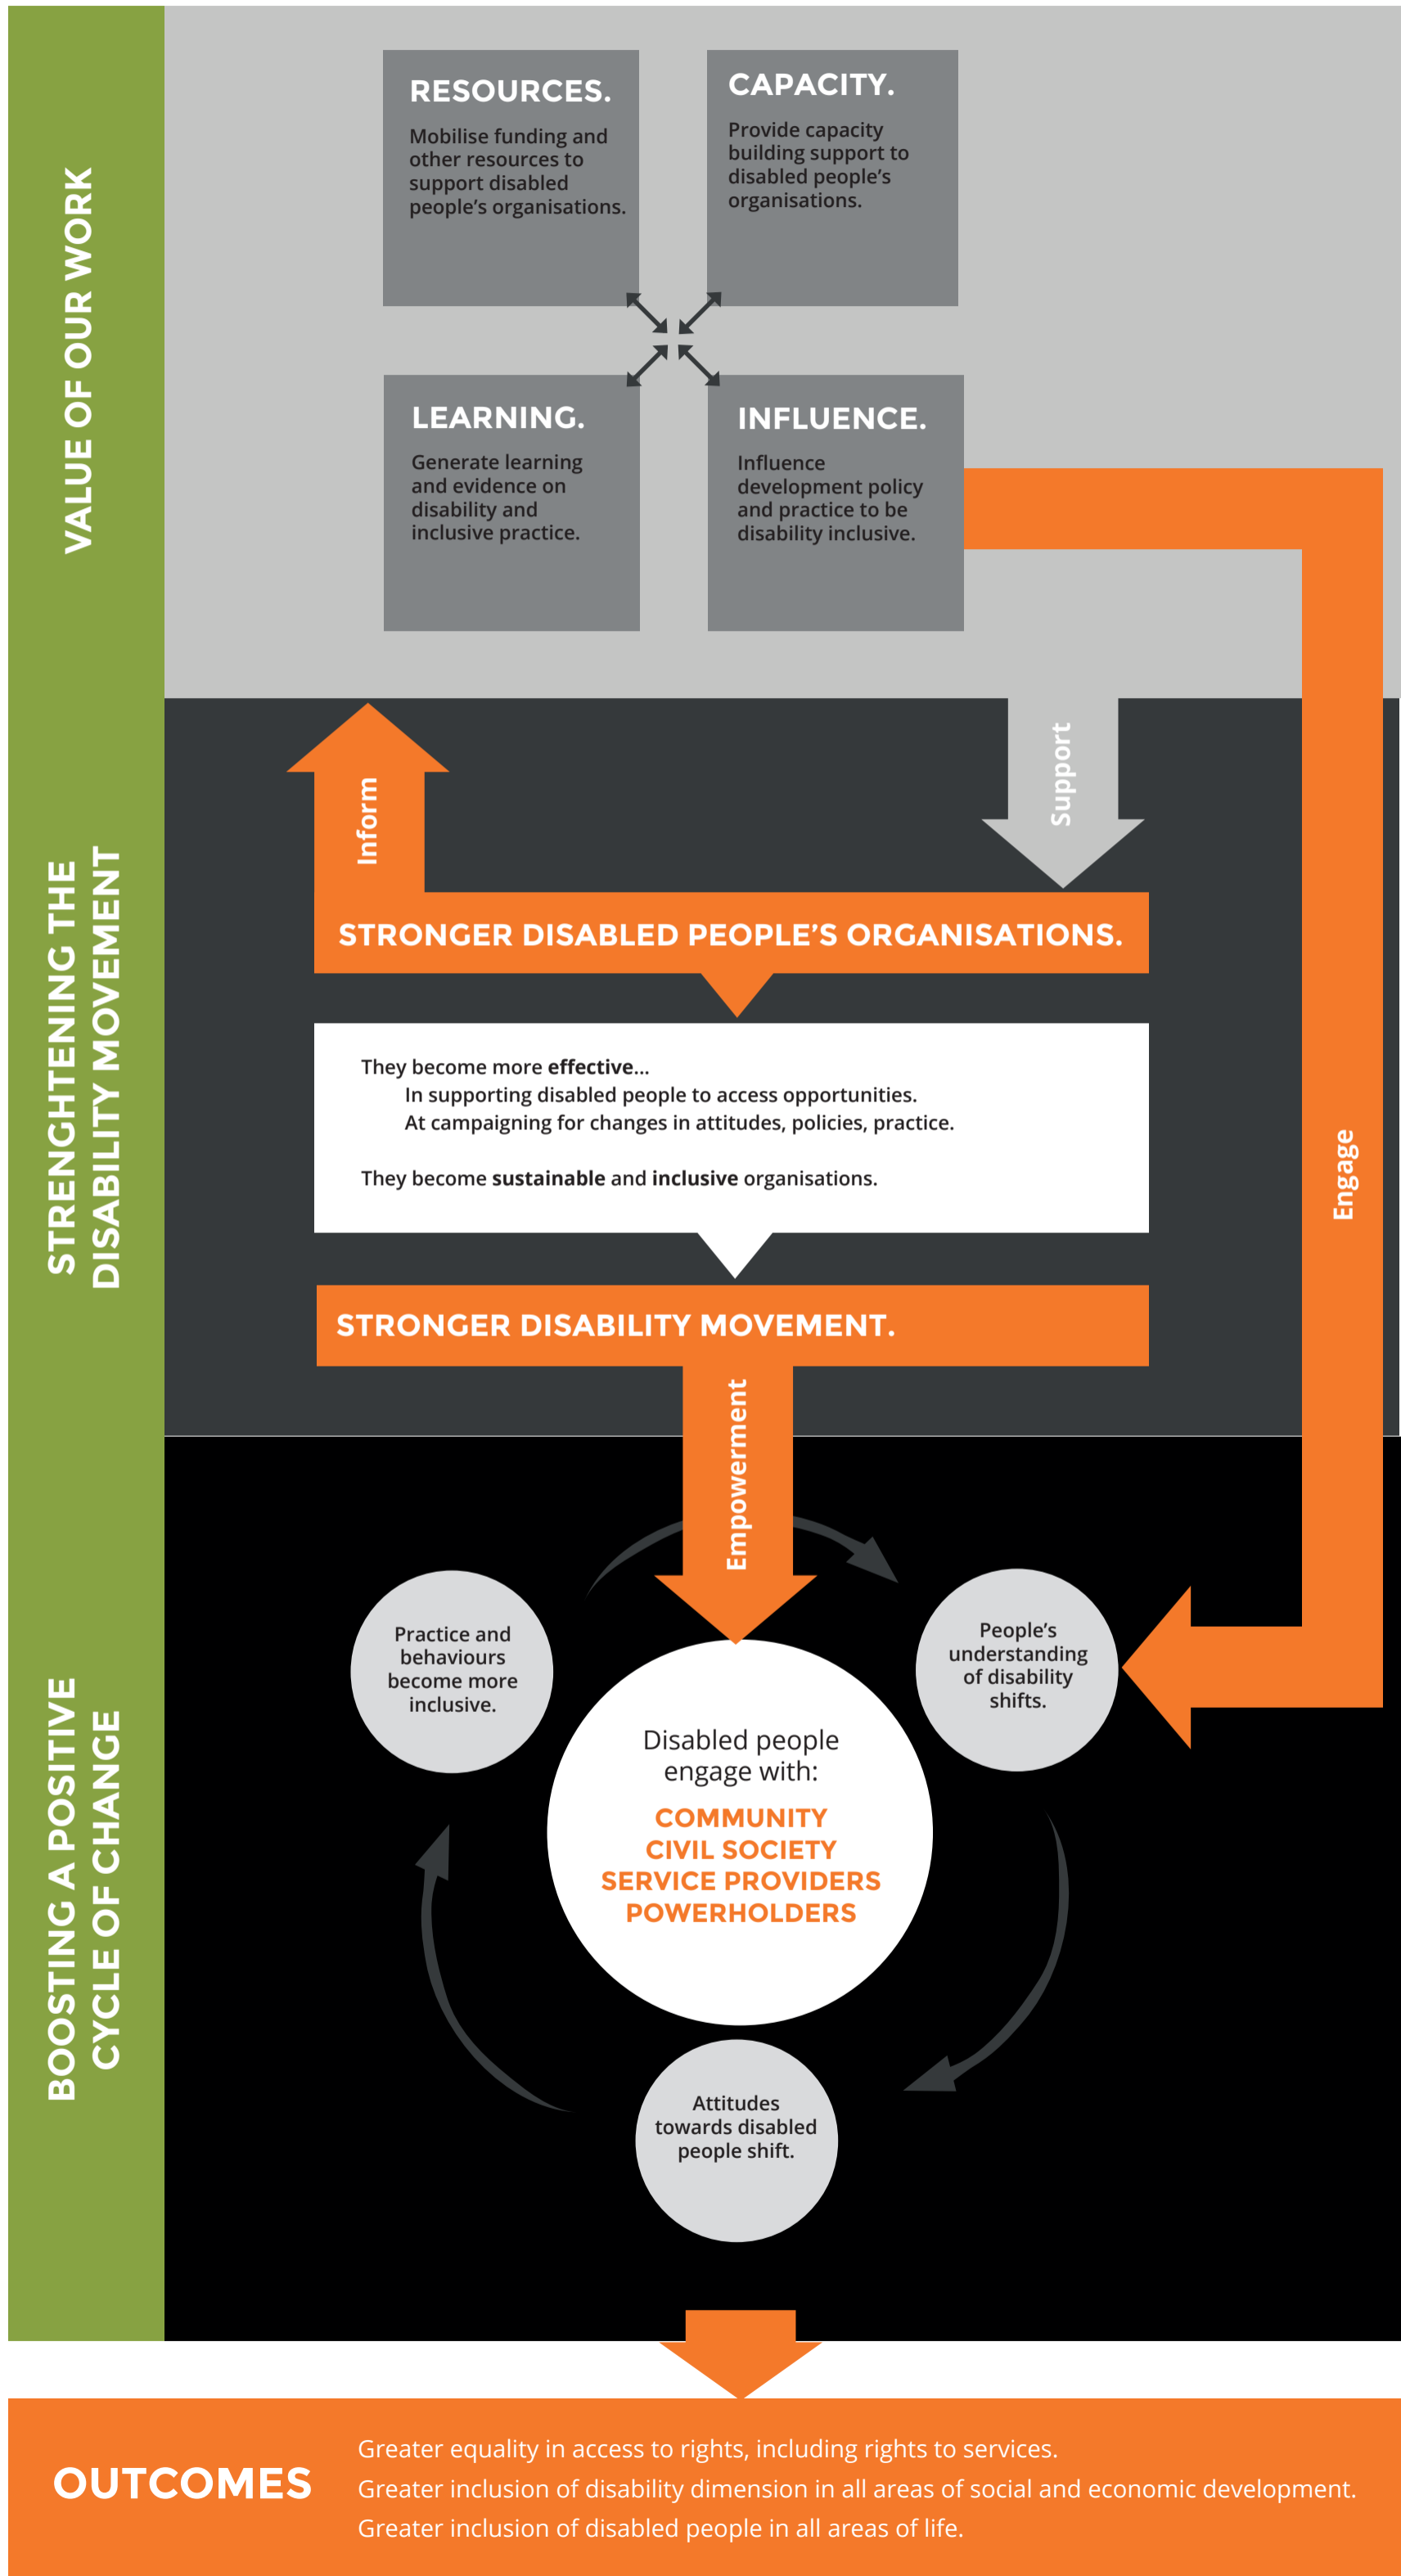 VALUE OF OUR WORK
RESOURCES.
Mobilise funding and
other resources to
support disabled
people's organisations.
CAPACITY.
Provide capacity
building support to
disabled people's
organisations.
LEARNING.
Generate learning
and evidence on
disability and
inclusive practice.
INFLUENCE.
Influence
development policy
and practice to be
disability inclusive.
STRENGHTENING THE
DISABILITY MOVEMENT
Inform
Support
Engage
STRONGER DISABLED PEOPLE'S ORGANISATIONS.
They become more effective...
In supporting disabled people to access opportunities.
At campaigning for changes in attitudes, policies, practice.
They become sustainable and inclusive organisations.
STRONGER DISABILITY MOVEMENT.
Empowerment
BOOSTING A POSITIVE
CYCLE OF CHANGE
Practice and
behaviours
become more
inclusive.
People's
understanding
of disability
shifts.
Disabled people
engage with:
COMMUNITY
CIVIL SOCIETY
SERVICE PROVIDERS
POWERHOLDERS
Attitudes
towards disabled
people shift.
OUTCOMES
Greater equality in access to rights, including rights to services.
Greater inclusion of disability dimension in all areas of social and economic development.
Greater inclusion of disabled people in all areas of life.